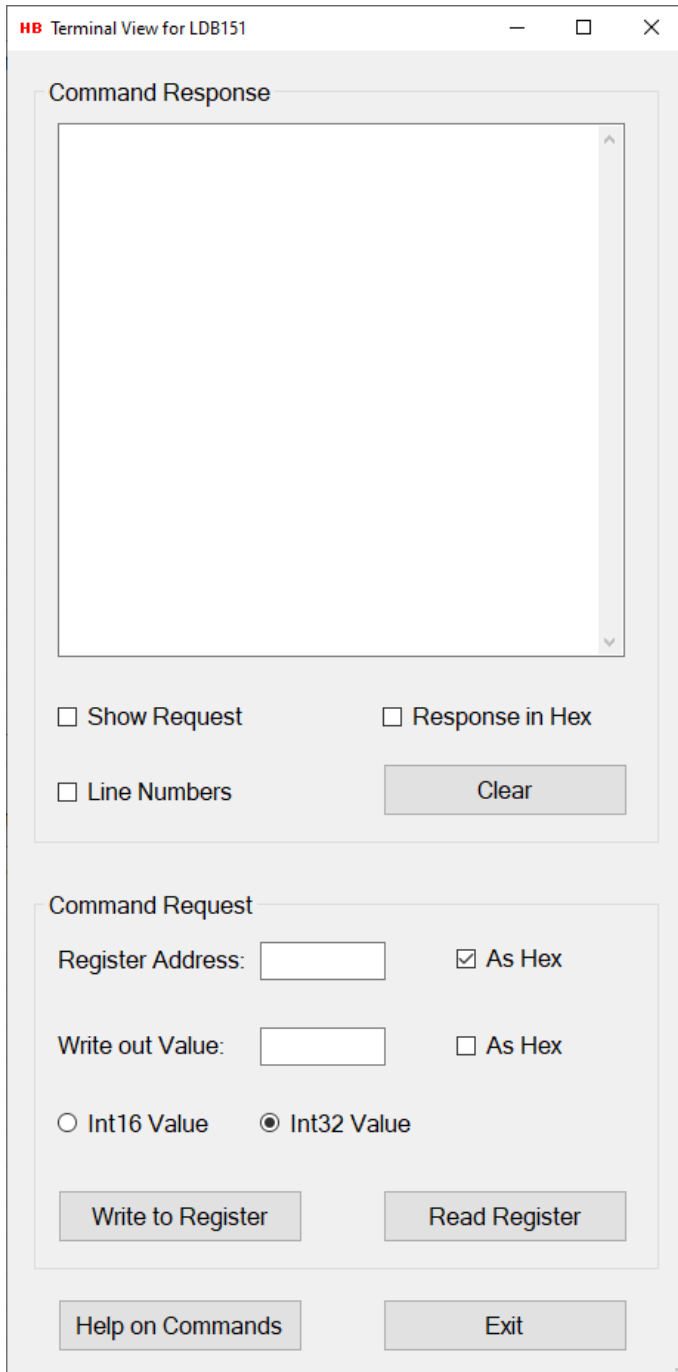 HB Terminal View for LDB151
Command Response
Show Request
Response in Hex
Line Numbers
Clear
Command Request
Register Address:
As Hex
Write out Value:
As Hex
Int16 Value
Int32 Value
Write to Register
Read Register
Help on Commands
Exit